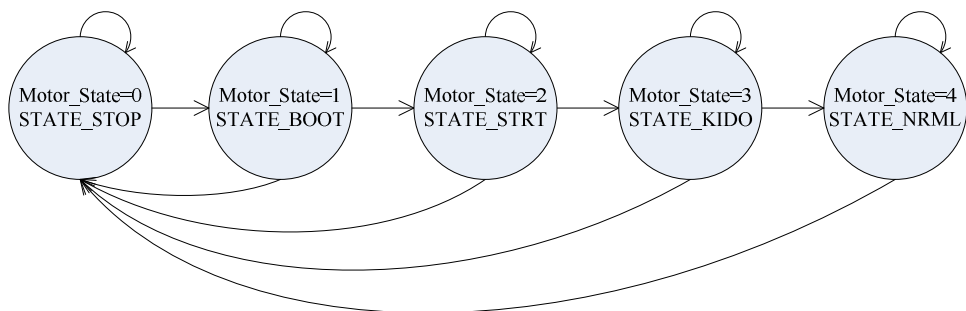 Motor_State=0
STATE_STOP
Motor_State=1
STATE_BOOT
Motor_State=2
STATE_STRT
Motor_State=3
STATE_KIDO
Motor_State=4
STATE_NRML